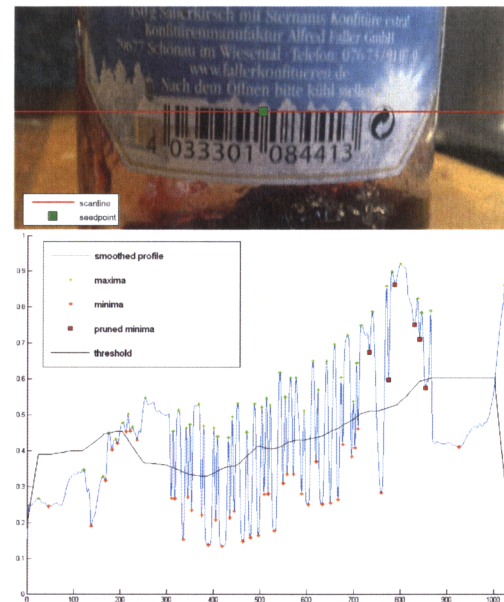 450g Sauerkirsch mit Sternanis Konfitüre extra
konfitürenmanufaktur Alfred Faller GmbH
79677 Schönau im Wiesental · Telefon: 07673/910
www.fallerkonfitueren.de
Nach dem Öffnen bitte kühl stellen
4 033301 084413
scanline
seedpoint
1
0.9
0.8
0.7
0.6
0.5
0.4
0.3
0.2
0.1
0
smoothed profile
maxima
minima
pruned minima
threshold
0 100 200 300 400 500 600 700 800 900 1000